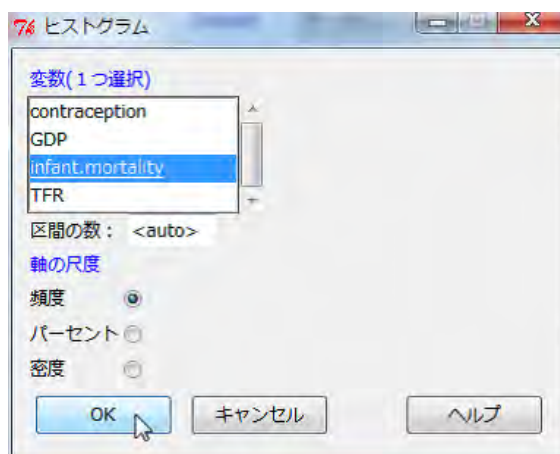 ヒストグラム
変数(1つ選択)
contraception
GDP
infant.mortality
TFR
区間の数： <auto>
軸の尺度
頻度
パーセント
密度
OK キャンセル ヘルプ